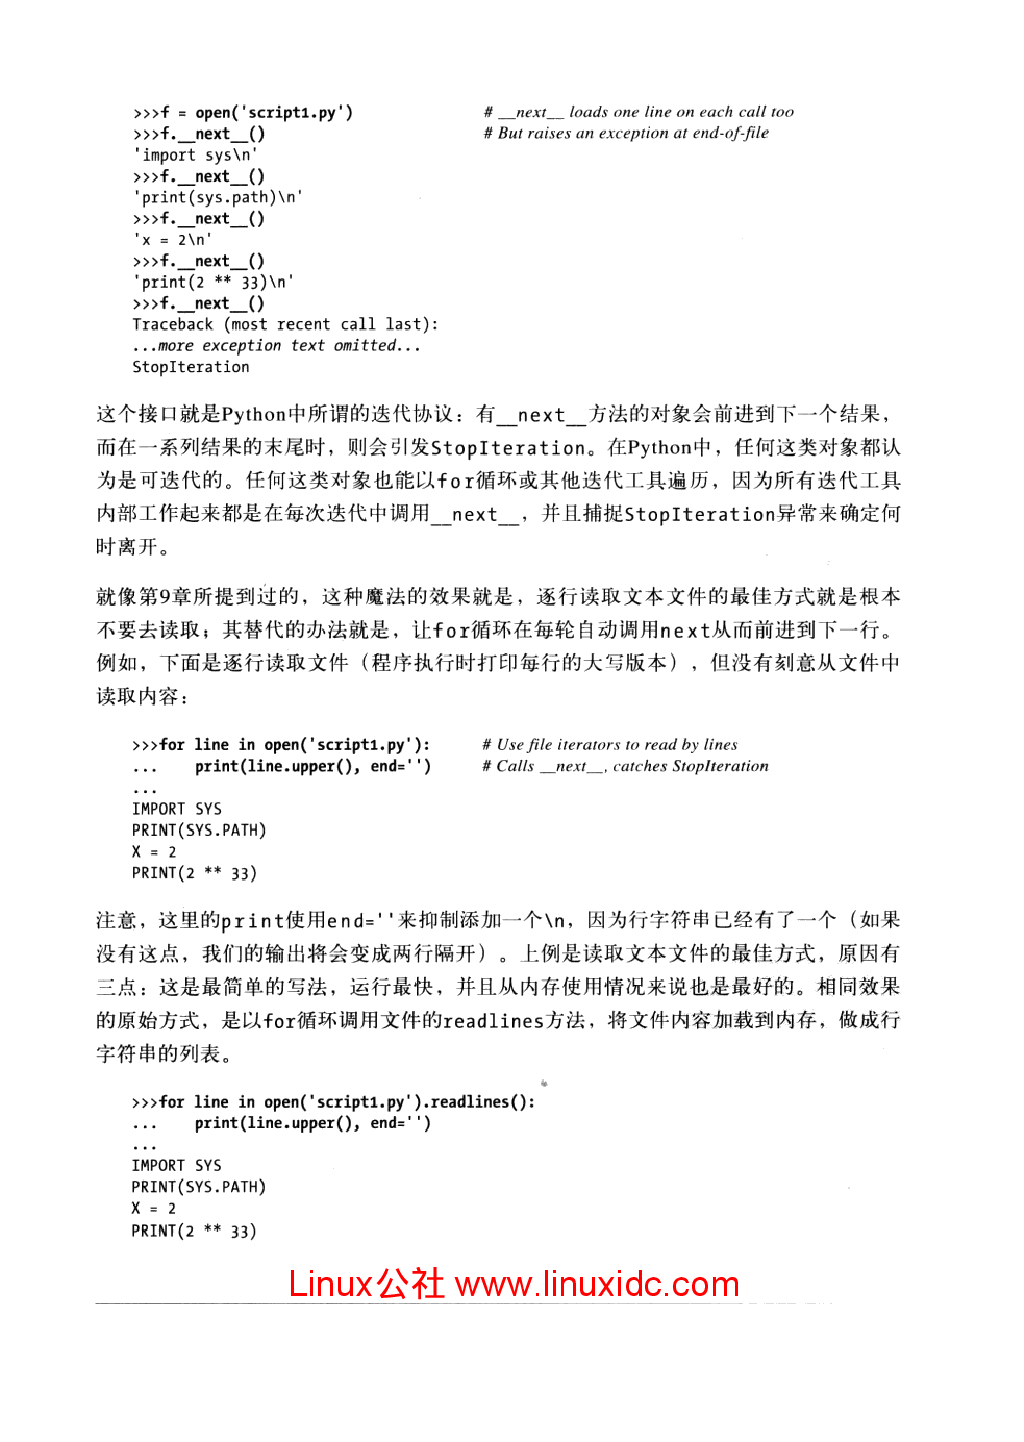 >>>f = open('script1.py') # __next__ loads one line on each call too
>>>f.__next__() # But raises an exception at end-of-file
'import sys\n'
>>>f.__next__()
'print(sys.path)\n'
>>>f.__next__()
'x = 2\n'
>>>f.__next__()
'print(2 ** 33)\n'
>>>f.__next__()
Traceback (most recent call last):
...more exception text omitted...
StopIteration
这个接口就是Python中所谓的迭代协议：有__next__方法的对象会前进到下一个结果，
而在一系列结果的末尾时，则会引发StopIteration。在Python中，任何这类对象都认
为是可迭代的。任何这类对象也能以for循环或其他迭代工具遍历，因为所有迭代工具
内部工作起来都是在每次迭代中调用__next__，并且捕捉StopIteration异常来确定何
时离开。
就像第9章所提到过的，这种魔法的效果就是，逐行读取文本文件的最佳方式就是根本
不要去读取；其替代的办法就是，让for循环在每轮自动调用next从而前进到下一行。
例如，下面是逐行读取文件（程序执行时打印每行的大写版本），但没有刻意从文件中
读取内容：
>>>for line in open('script1.py'): # Use file iterators to read by lines
... print(line.upper(), end='') # Calls __next__, catches StopIteration
...
IMPORT SYS
PRINT(SYS.PATH)
X = 2
PRINT(2 ** 33)
注意，这里的print使用end=''来抑制添加一个\n，因为行字符串已经有了一个（如果
没有这点，我们的输出将会变成两行隔开）。上例是读取文本文件的最佳方式，原因有
三点：这是最简单的写法，运行最快，并且从内存使用情况来说也是最好的。相同效果
的原始方式，是以for循环调用文件的readlines方法，将文件内容加载到内存，做成行
字符串的列表。
>>>for line in open('script1.py').readlines():
... print(line.upper(), end='')
...
IMPORT SYS
PRINT(SYS.PATH)
X = 2
PRINT(2 ** 33)
Linux公社 www.linuxidc.com